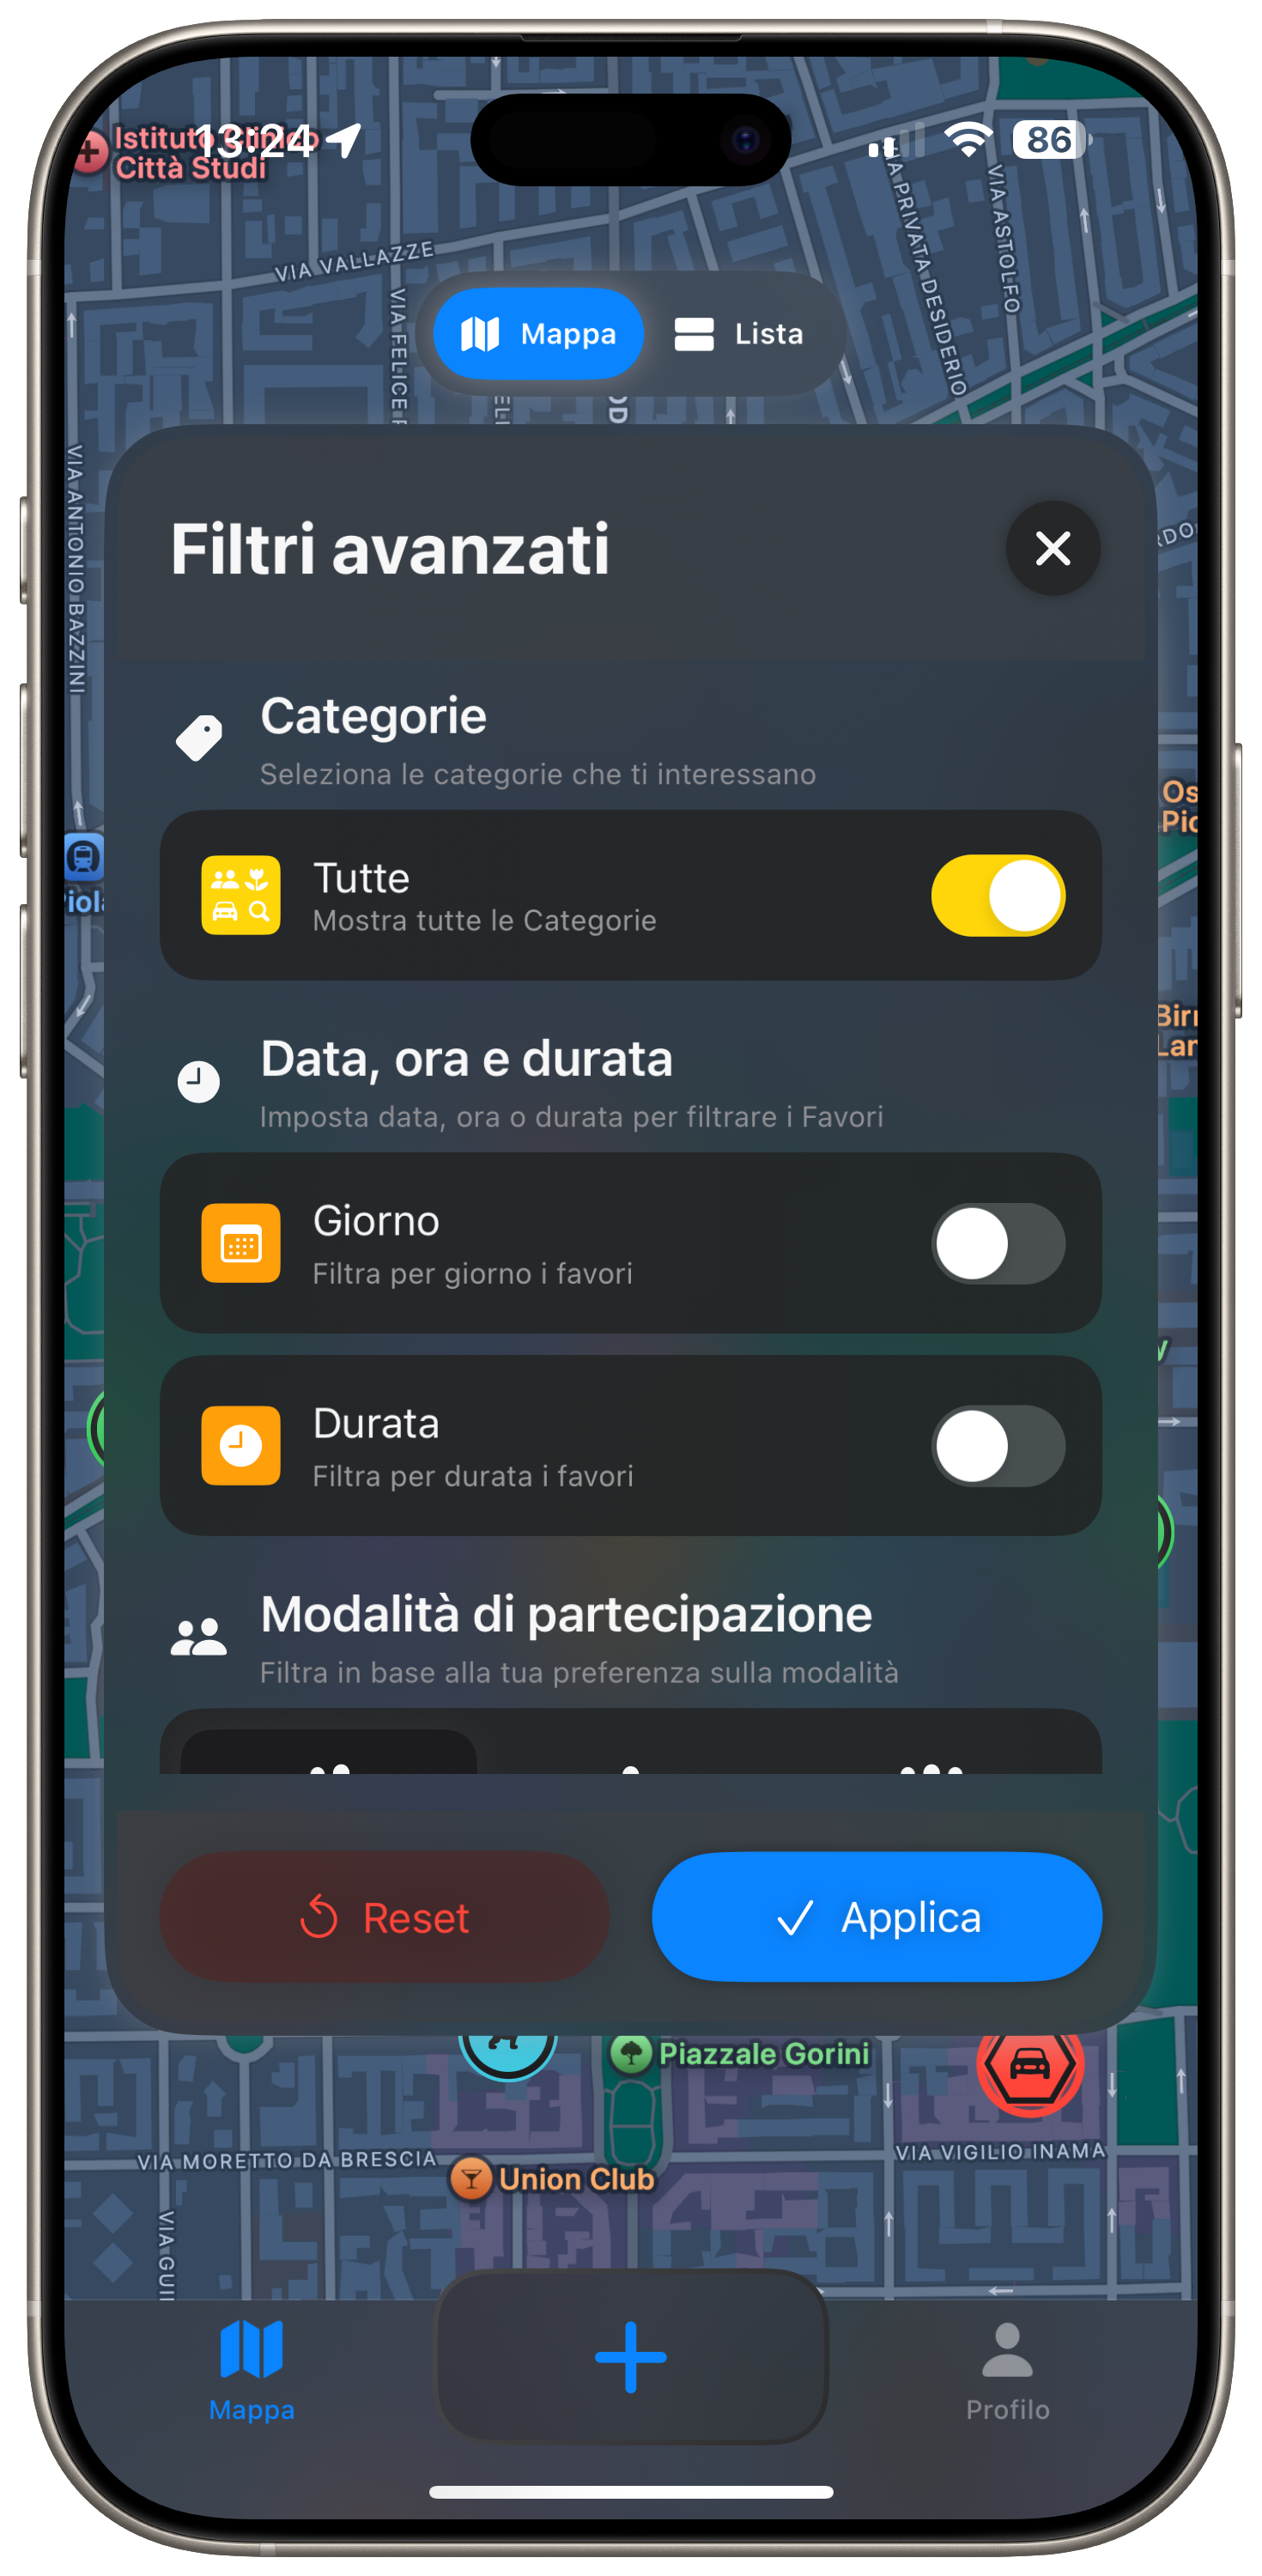 Istituto Clinico
Città Studi
13:24
86
VIA VALLAZZE
VIA PRIVATA DESIDERIO
VIA ASTOLFO
VIA FELICE
Mappa
Lista
VIA ANTONIO BAZZINI
Filtri avanzati
Categorie
Seleziona le categorie che ti interessano
Tutte
Mostra tutte le Categorie
Data, ora e durata
Imposta data, ora o durata per filtrare i Favori
Giorno
Filtra per giorno i favori
Durata
Filtra per durata i favori
Modalità di partecipazione
Filtra in base alla tua preferenza sulla modalità
Reset
Applica
Piazzale Gorini
VIA MORETTO DA BRESCIA
VIA VIGILIO INAMA
Union Club
Mappa
Profilo